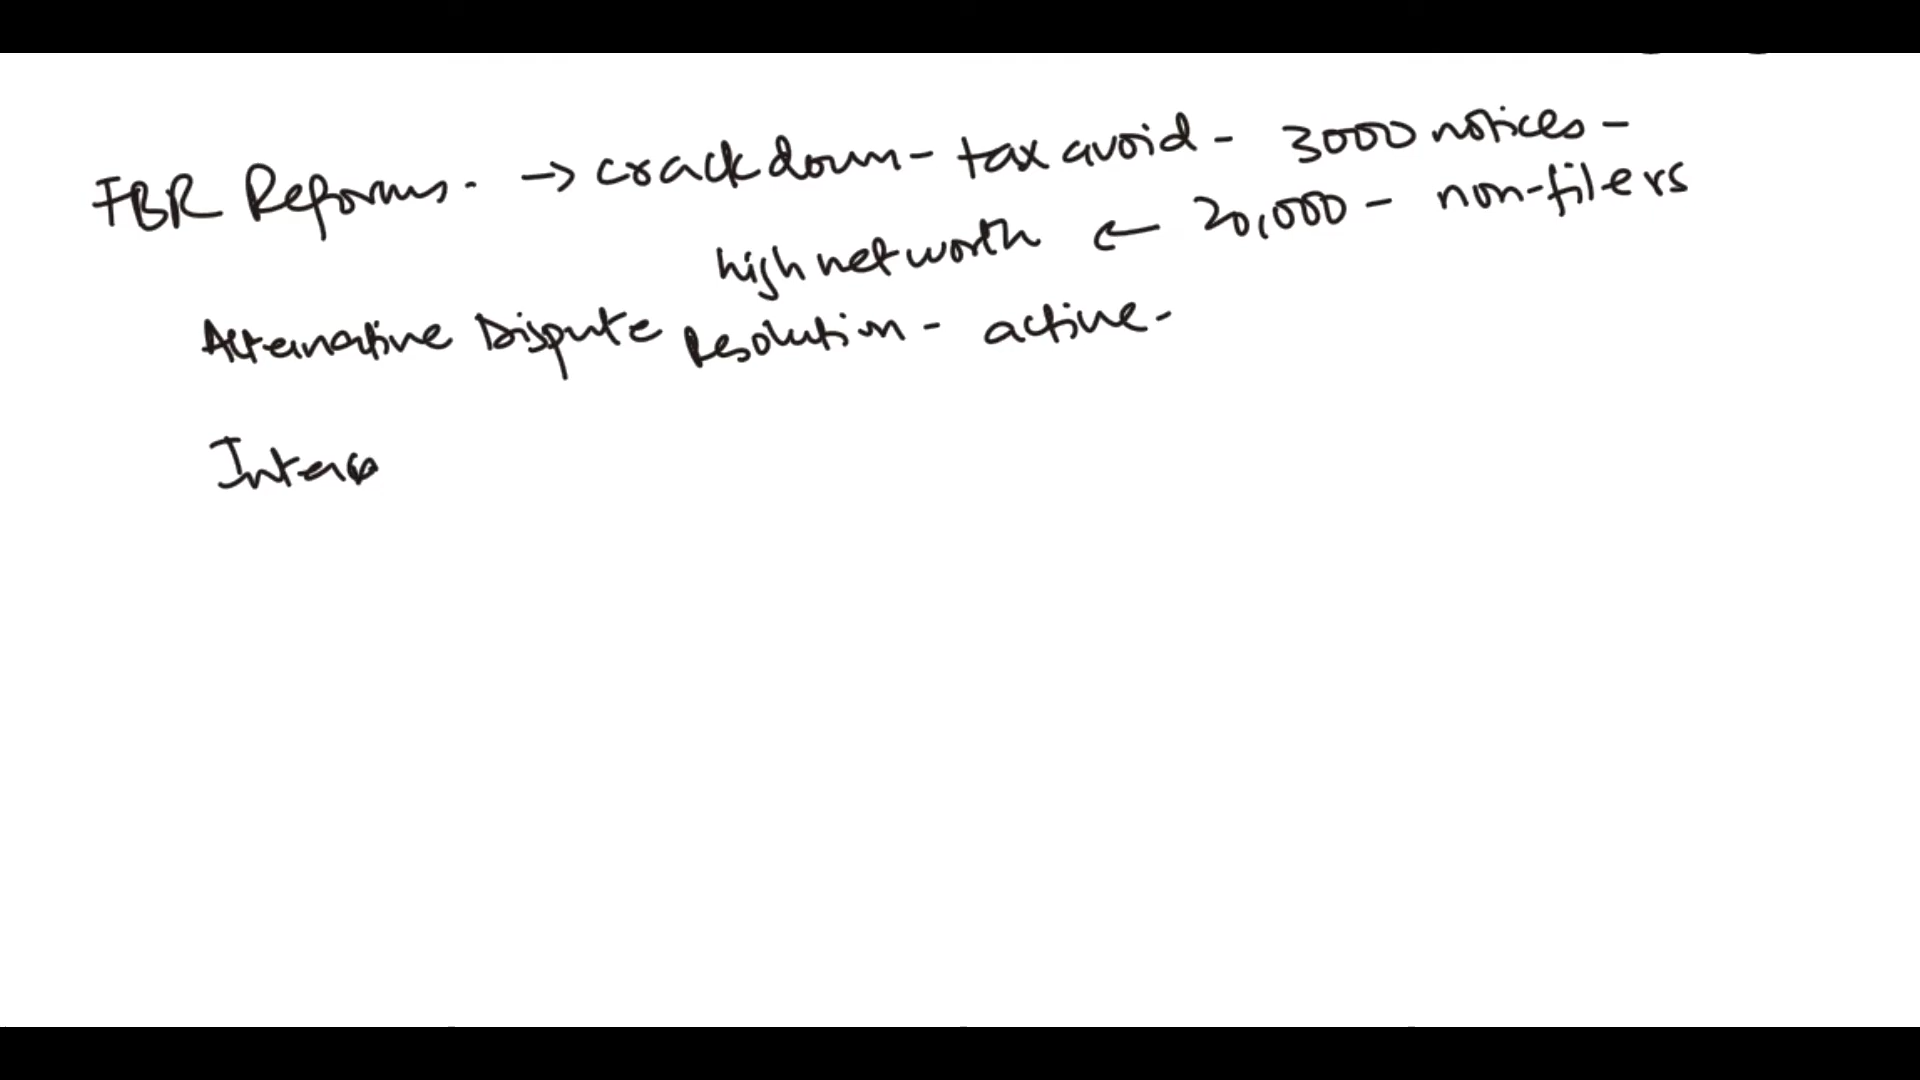 FBR Reforms. → crackdown - tax avoid - 3000 notices -
high net worth ← 20,000 - non-filers
Alternative Dispute Resolution - active -